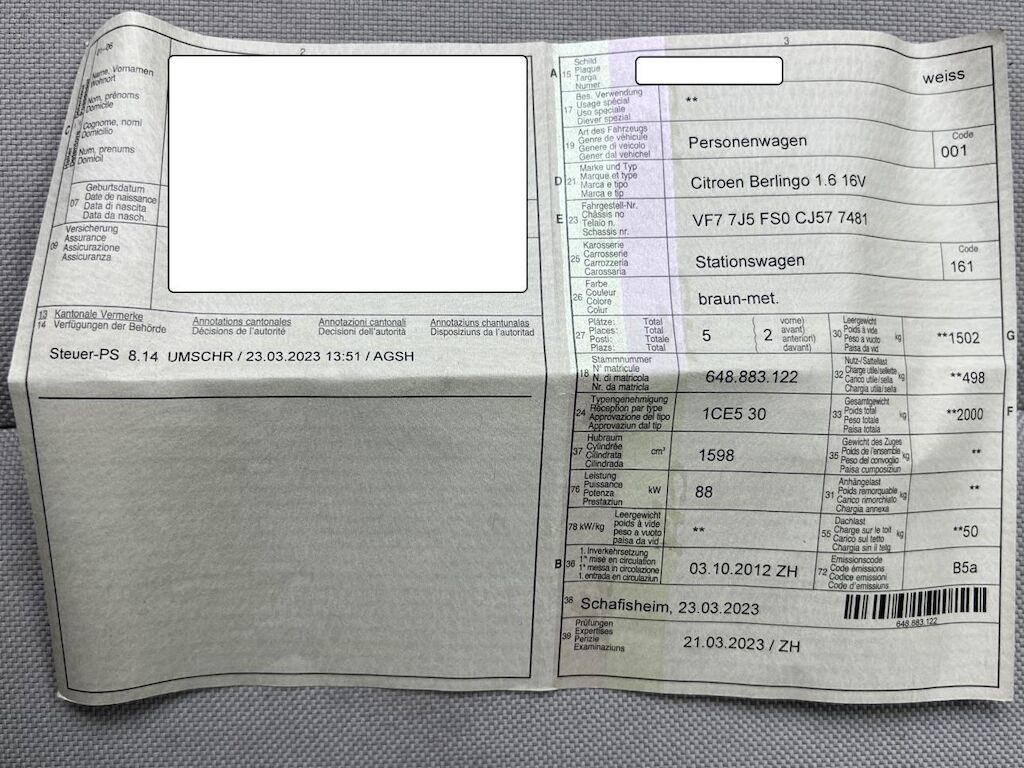 01-06
2
C
Name, Vornamen
Wohnort
Nom, prénoms
Domicile
Cognome, nomi
Domicilio
Num, prenums
Domicil
07
Geburtsdatum
Date de naissance
Data di nascita
Data da nasch.
09
Versicherung
Assurance
Assicurazione
Assicuranza
13 Kantonale Vermerke
14 Verfügungen der Behörde
Annotations cantonales
Décisions de l'autorité
Annotazioni cantonali
Decisioni dell'autorità
Annotaziuns chantunalas
Disposiziuns da l'autoritad
Steuer-PS 8.14 UMSCHR / 23.03.2023 13:51 / AGSH
3
A 15
Schild
Plaque
Targa
Numer
weiss
17
Bes. Verwendung
Usage spécial
Uso speciale
Diever spezial
**
19
Art des Fahrzeugs
Genre de véhicule
Genere di veicolo
Gener dal vehichel
Personenwagen
Code
001
D 21
Marke und Typ
Marque et type
Marca e tipo
Marca e tip
Citroen Berlingo 1.6 16V
E 23
Fahrgestell-Nr.
Châssis no
Telaio n.
Schassis nr.
VF7 7J5 FS0 CJ57 7481
25
Karosserie
Carrosserie
Carrozzeria
Carossaria
Stationswagen
Code
161
26
Farbe
Couleur
Colore
Colur
braun-met.
27
Plätze: Total
Places: Total
Posti: Totale
Plazs: Total
5
2
vorne)
avant)
anteriori)
davant)
30
Leergewicht
Poids à vide
Peso a vuoto
Paisa da vid
kg
**1502
G
18
Stammnummer
N° matricule
N. di matricola
Nr. da matricla
648.883.122
32
Nutz-/Sattellast
Charge utile/sellette
Carico utile/sella
Chargia utila/sella
kg
**498
24
Typengenehmigung
Réception par type
Approvazione del tipo
Approvaziun dal tip
1CE5 30
33
Gesamtgewicht
Poids total
Peso totale
Paisa totala
kg
**2000
F
37
Hubraum
Cylindrée
Cilindrata
Cilindrada
cm³
1598
35
Gewicht des Zuges
Poids de l'ensemble
Peso del convoglio
Paisa cumposiziun
kg
**
76
Leistung
Puissance
Potenza
Prestaziun
kW
88
31
Anhängelast
Poids remorquable
Carico rimorchiato
Chargia annexa
kg
**
78 kW/kg
Leergewicht
poids à vide
peso a vuoto
paisa da vid
**
55
Dachlast
Charge sur le toit
Carico sul tetto
Chargia sin il tetg
kg
**50
B 36
1. Inverkehrsetzung
1re mise en circulation
1a messa in circolazione
1. entrada en circulaziun
03.10.2012 ZH
72
Emissionscode
Code émissions
Codice emissioni
Code d'emissiuns
B5a
38 Schafisheim, 23.03.2023
648.883.122
39
Prüfungen
Expertises
Perizie
Examinaziuns
21.03.2023 / ZH